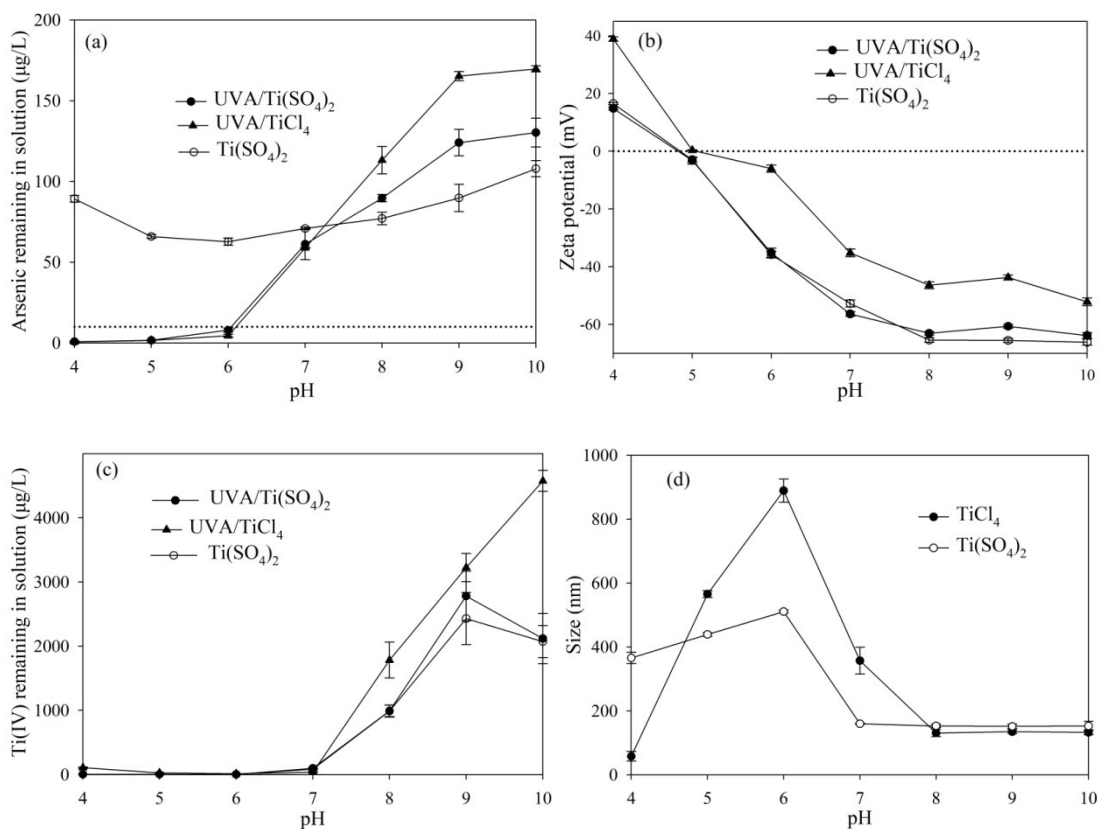 (a)
Arsenic remaining in solution (μg/L)
200
150
100
50
0
UVA/Ti(SO4)2
UVA/TiCl4
Ti(SO4)2
4 5 6 7 8 9 10
pH
(b)
Zeta potential (mV)
40
20
0
-20
-40
-60
UVA/Ti(SO4)2
UVA/TiCl4
Ti(SO4)2
4 5 6 7 8 9 10
pH
(c)
Ti(IV) remaining in solution (μg/L)
4000
3000
2000
1000
0
UVA/Ti(SO4)2
UVA/TiCl4
Ti(SO4)2
4 5 6 7 8 9 10
pH
(d)
Size (nm)
1000
800
600
400
200
0
TiCl4
Ti(SO4)2
4 5 6 7 8 9 10
pH